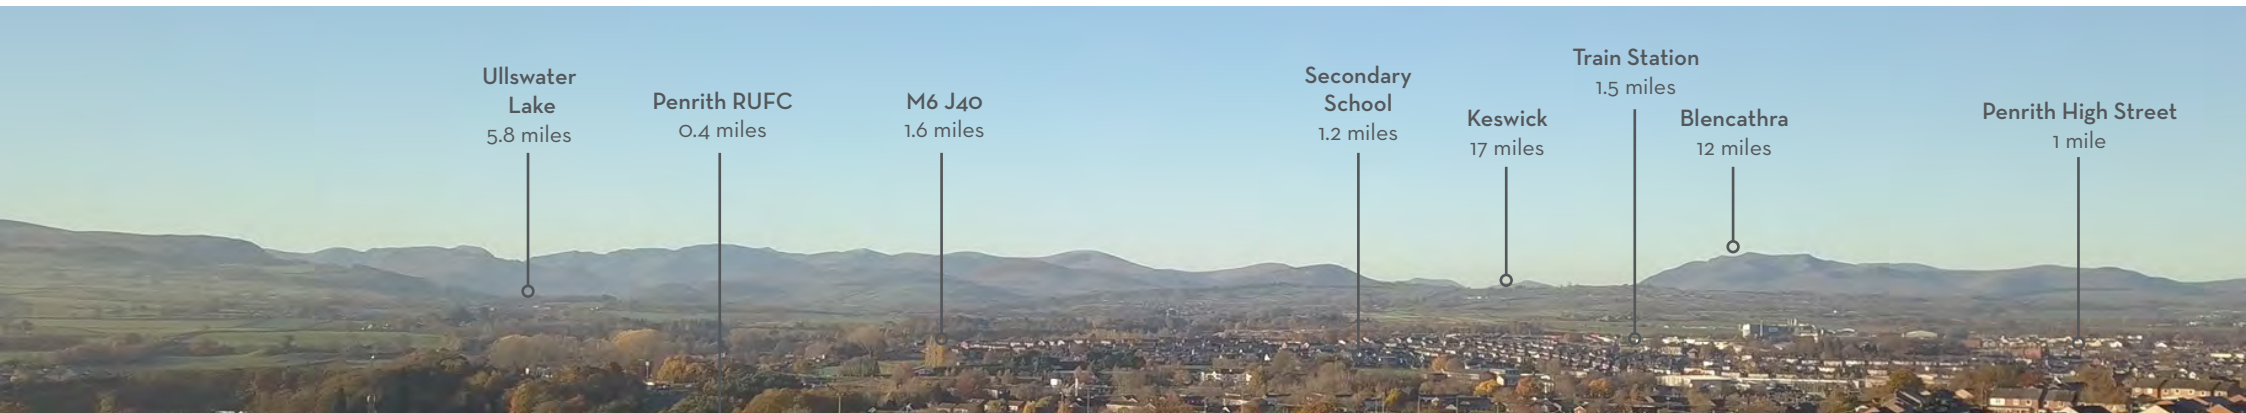 Ullswater
Lake
5.8 miles
Penrith RUFC
0.4 miles
M6 J40
1.6 miles
Secondary
School
1.2 miles
Keswick
17 miles
Train Station
1.5 miles
Blencathra
12 miles
Penrith High Street
1 mile